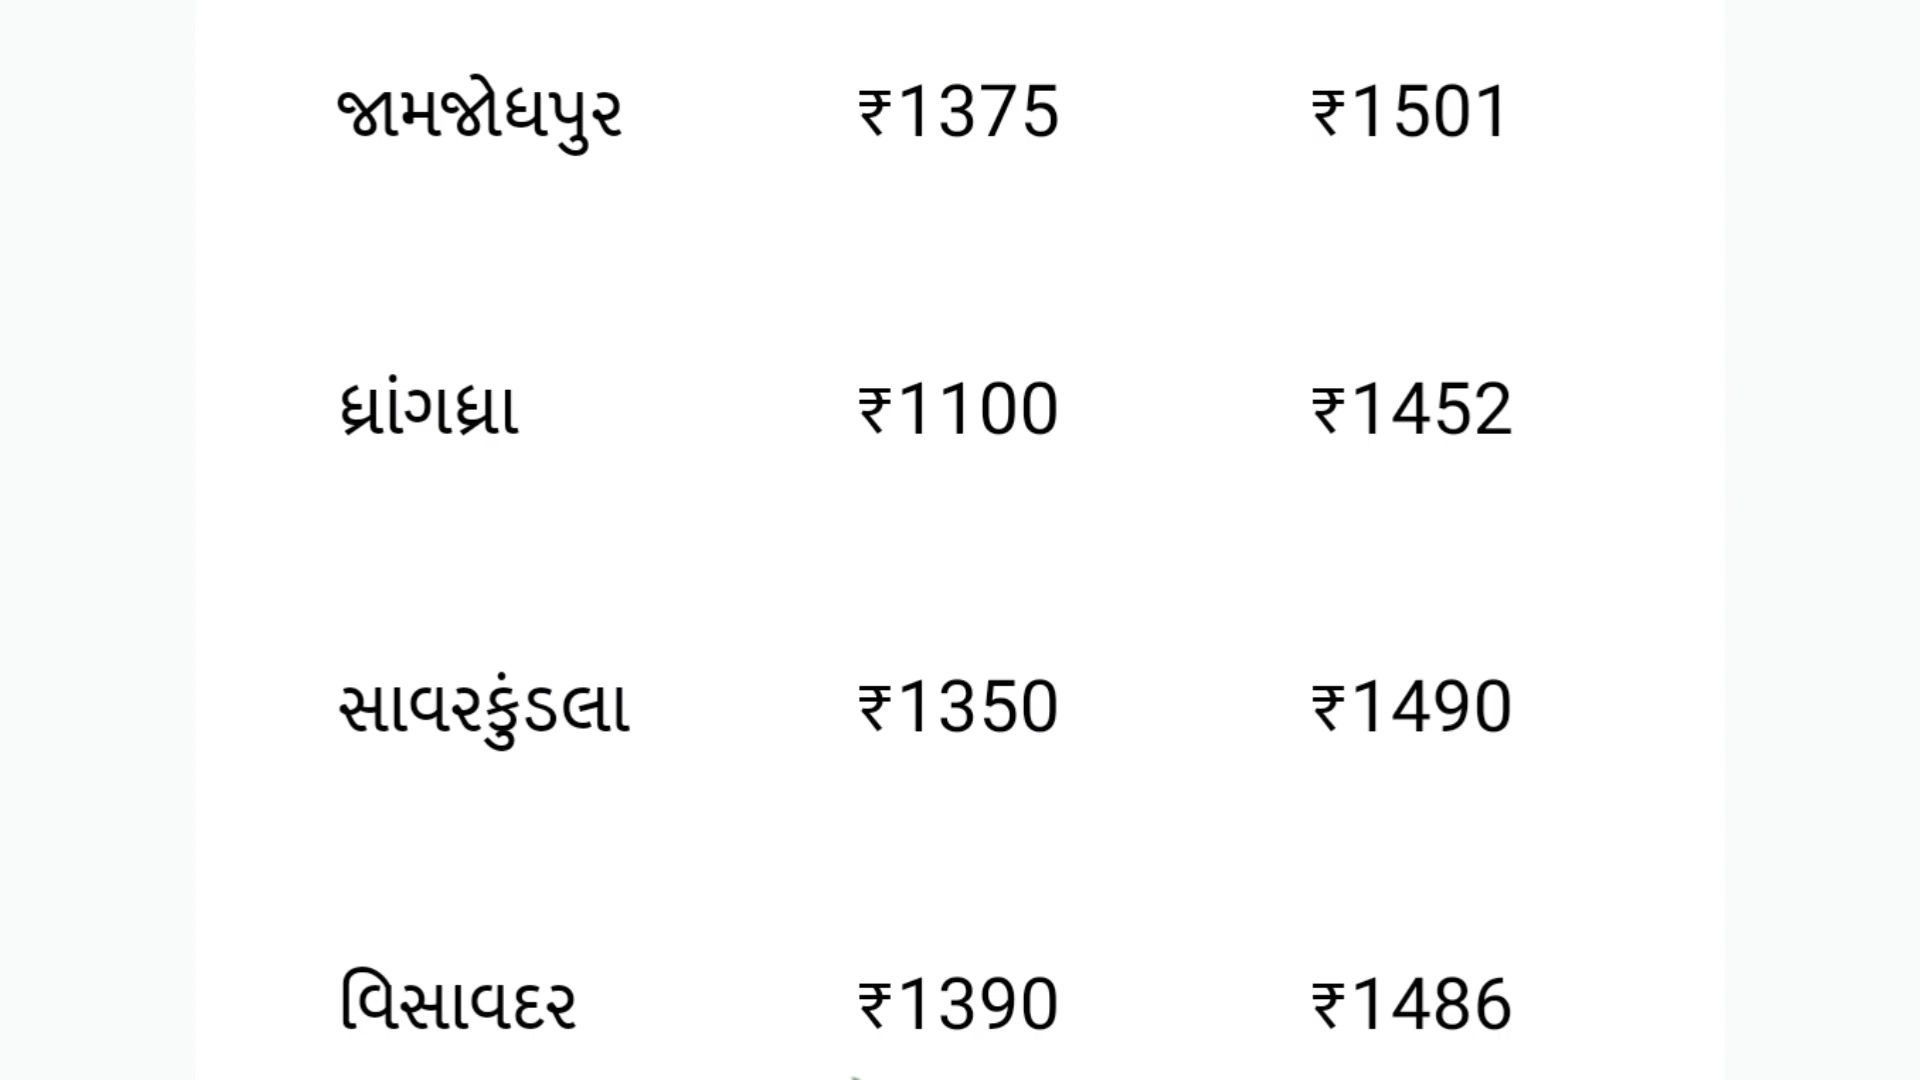 જામજોધપુર ₹1375 ₹1501
ધ્રાંગધ્રા ₹1100 ₹1452
સાવરકુંડલા ₹1350 ₹1490
વિસાવદર ₹1390 ₹1486